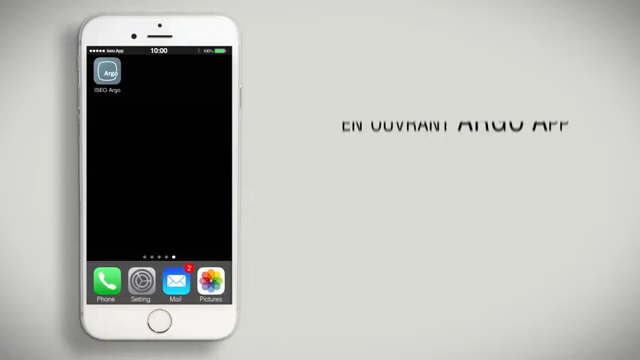 Iseo App
10:00
Argo
ISEO Argo
EN OUVRANT ARGO APP
2
Phone
Setting
Mail
Pictures